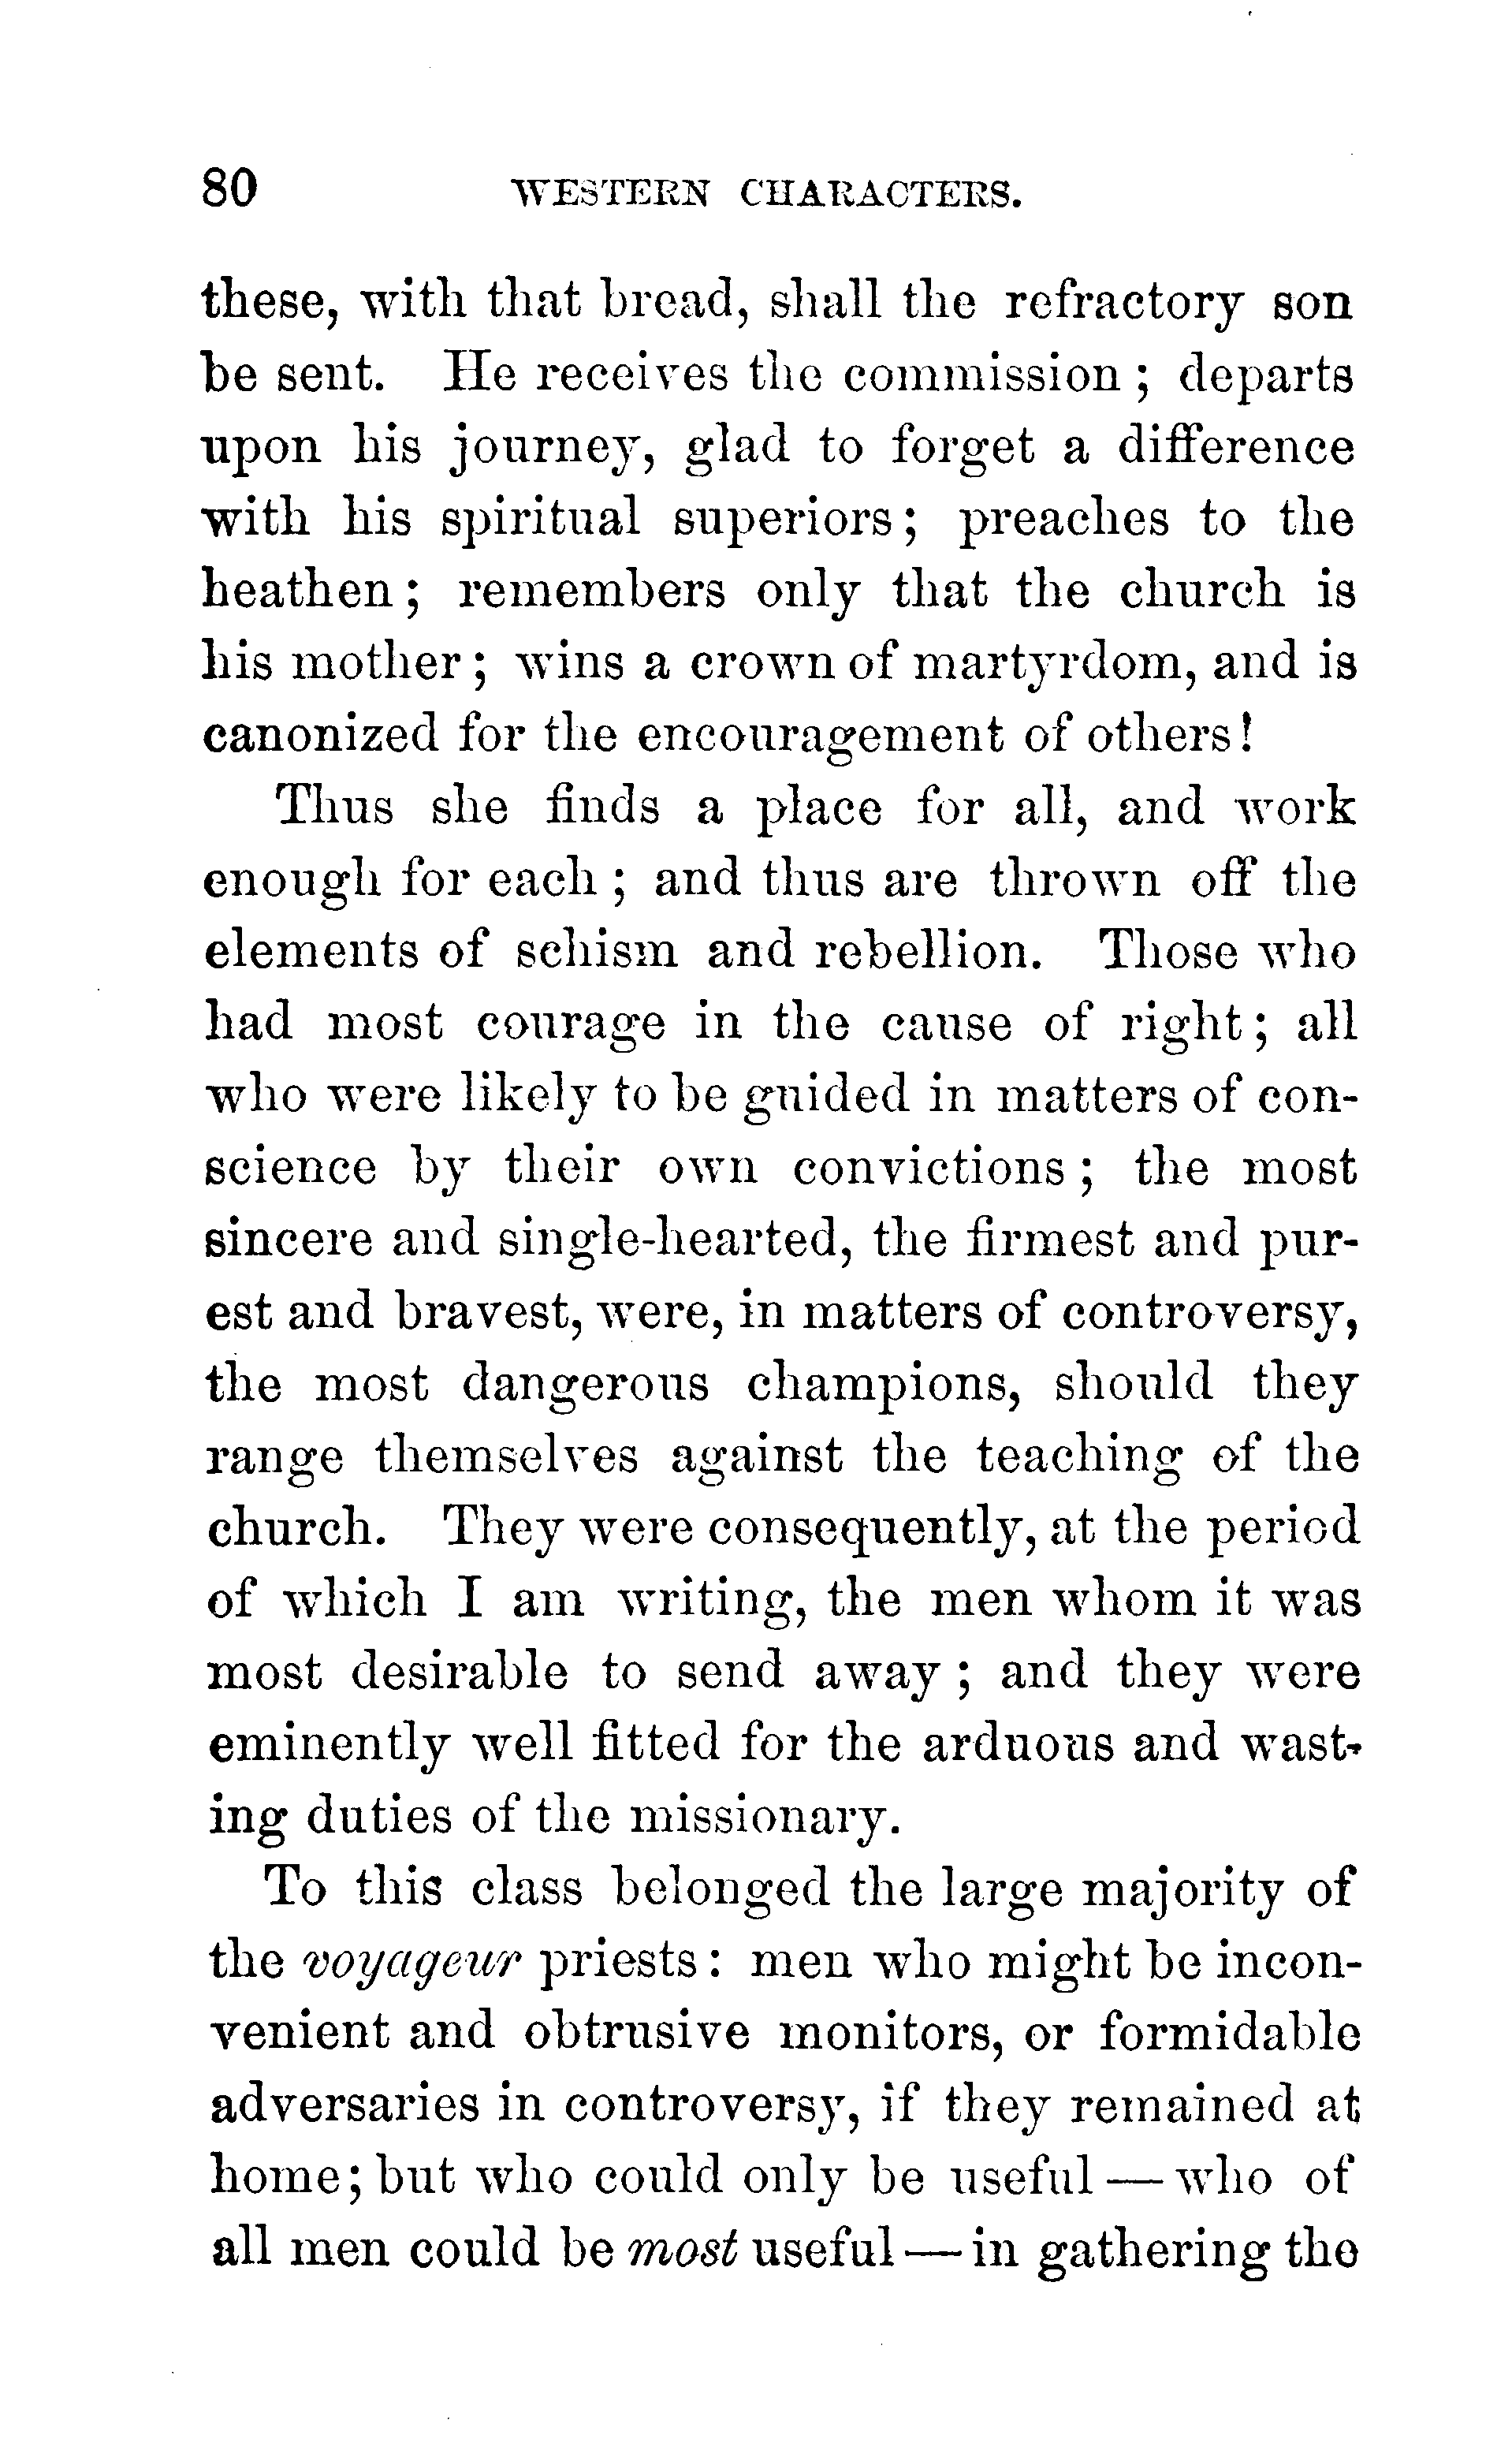 80 WESTERN CHARACTERS.
these, with that bread, shall the refractory son
be sent. He receives the commission ; departs
upon his journey, glad to forget a difference
with his spiritual superiors ; preaches to the
heathen ; remembers only that the church is
his mother ; wins a crown of martyrdom, and is
canonized for the encouragement of others !
Thus she finds a place for all, and work
enough for each ; and thus are thrown off the
elements of schism and rebellion. Those who
had most courage in the cause of right ; all
who were likely to be guided in matters of con-
science by their own convictions ; the most
sincere and single-hearted, the firmest and pur-
est and bravest, were, in matters of controversy,
the most dangerous champions, should they
range themselves against the teaching of the
church. They were consequently, at the period
of which I am writing, the men whom it was
most desirable to send away ; and they were
eminently well fitted for the arduous and wast-
ing duties of the missionary.
To this class belonged the large majority of
the voyageur priests : men who might be incon-
venient and obtrusive monitors, or formidable
adversaries in controversy, if they remained at
home ; but who could only be useful — who of
all men could be most useful — in gathering the